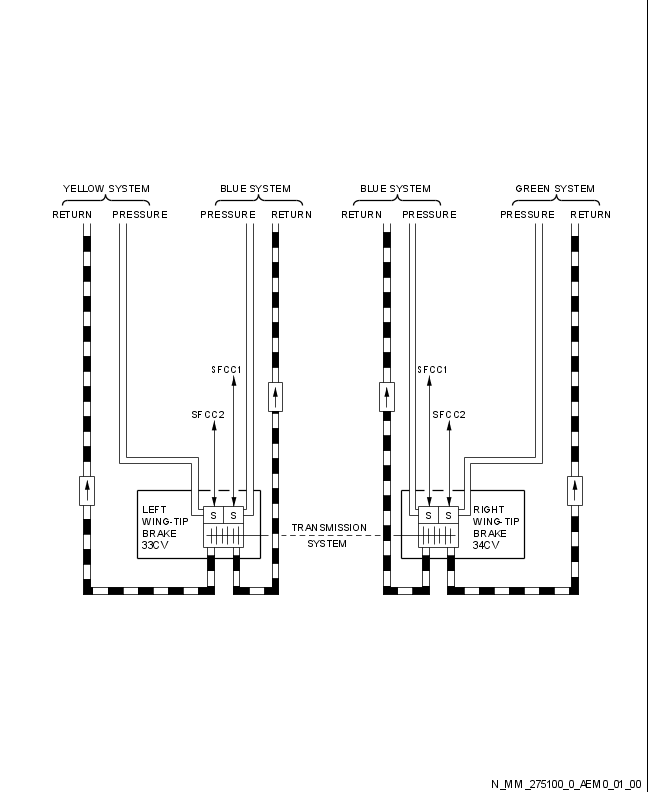 YELLOW SYSTEM
BLUE SYSTEM
BLUE SYSTEM
GREEN SYSTEM
RETURN
PRESSURE
PRESSURE
RETURN
RETURN
PRESSURE
PRESSURE
RETURN
SFCC1
SFCC1
SFCC2
SFCC2
LEFT
WING-TIP
BRAKE
33CV
S
S
TRANSMISSION
SYSTEM
S
S
RIGHT
WING-TIP
BRAKE
34CV
N_MM_275100_0_AEM0_01_00